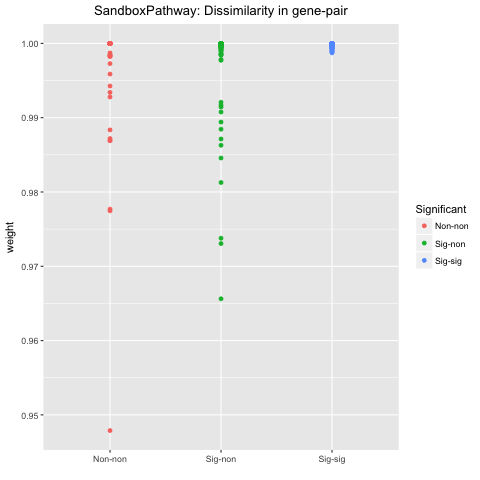 SandboxPathway: Dissimilarity in gene-pair
1.00
0.99
0.98
0.97
0.96
0.95
weight
Non-non
Sig-non
Sig-sig
Significant
Non-non
Sig-non
Sig-sig